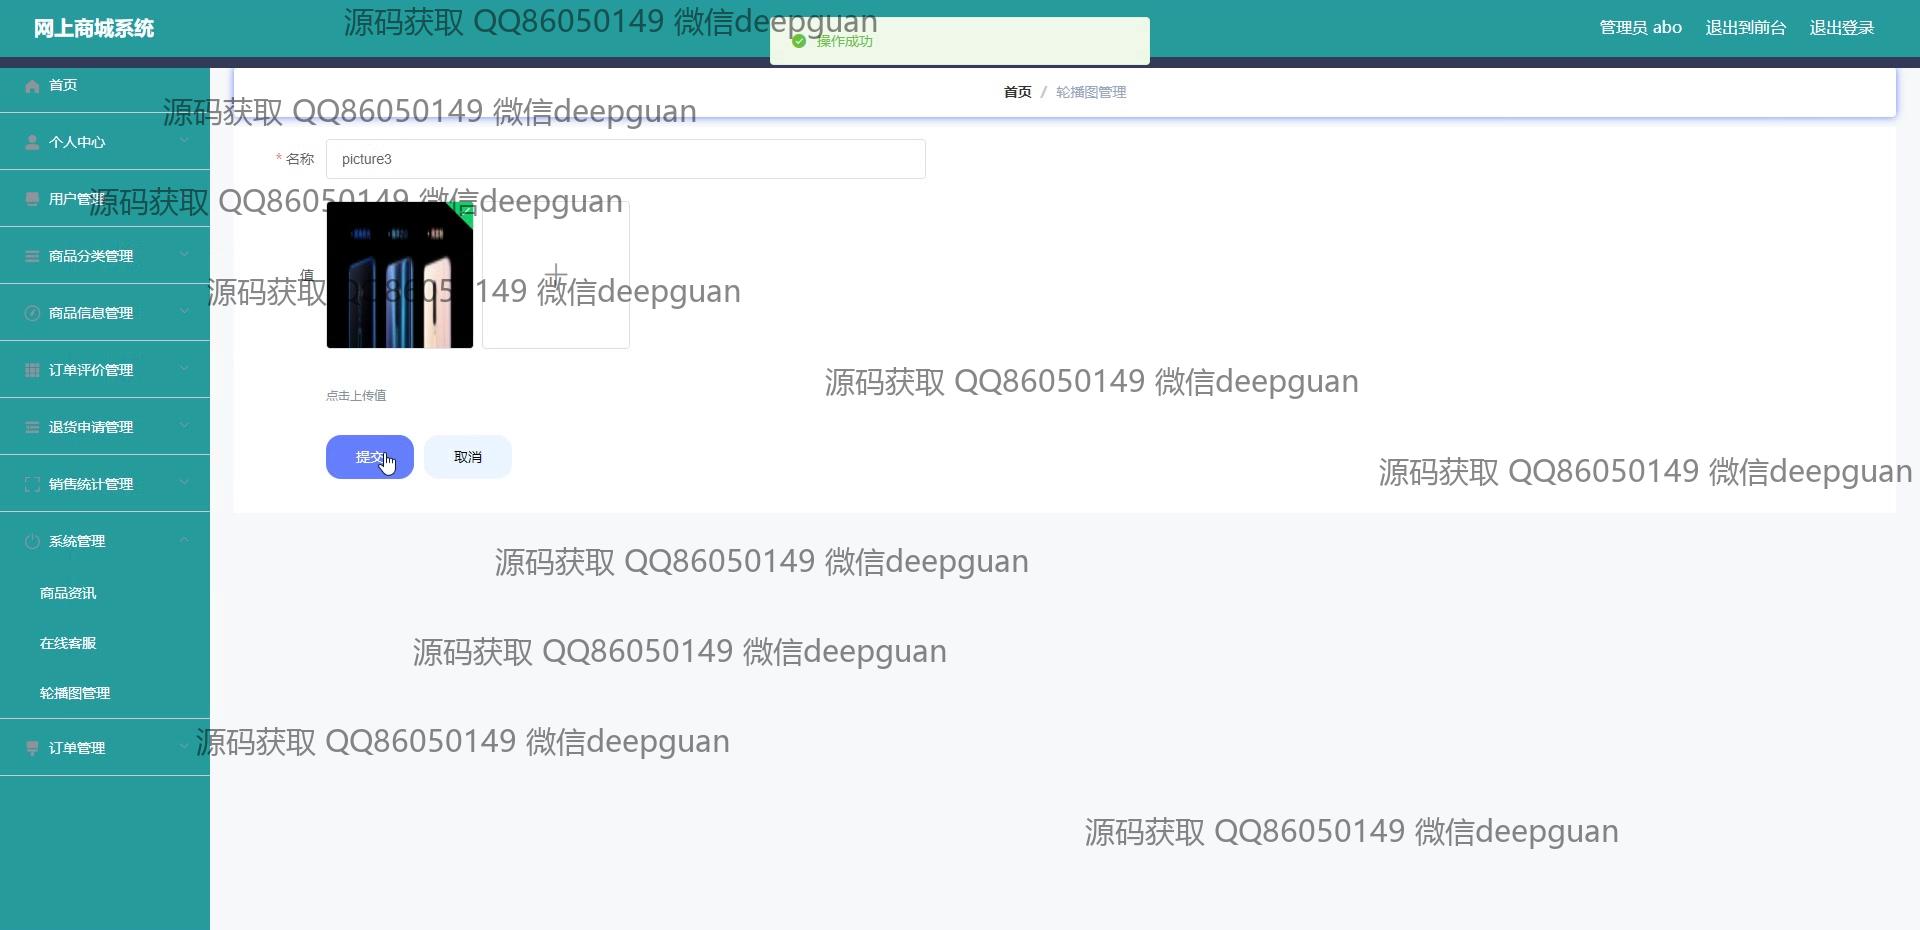 网上商城系统
源码获取 QQ86050149 微信deepguan
操作成功
管理员 abo
退出到前台
退出登录
首页
首页 / 轮播图管理
源码获取 QQ86050149 微信deepguan
个人中心
* 名称
picture3
用户管理
源码获取 QQ86050149 微信deepguan
商品分类管理
值
源码获取 QQ86050149 微信deepguan
商品信息管理
订单评价管理
源码获取 QQ86050149 微信deepguan
点击上传值
退货申请管理
提交
取消
源码获取 QQ86050149 微信deepguan
销售统计管理
系统管理
源码获取 QQ86050149 微信deepguan
商品资讯
在线客服
源码获取 QQ86050149 微信deepguan
轮播图管理
订单管理
源码获取 QQ86050149 微信deepguan
源码获取 QQ86050149 微信deepguan